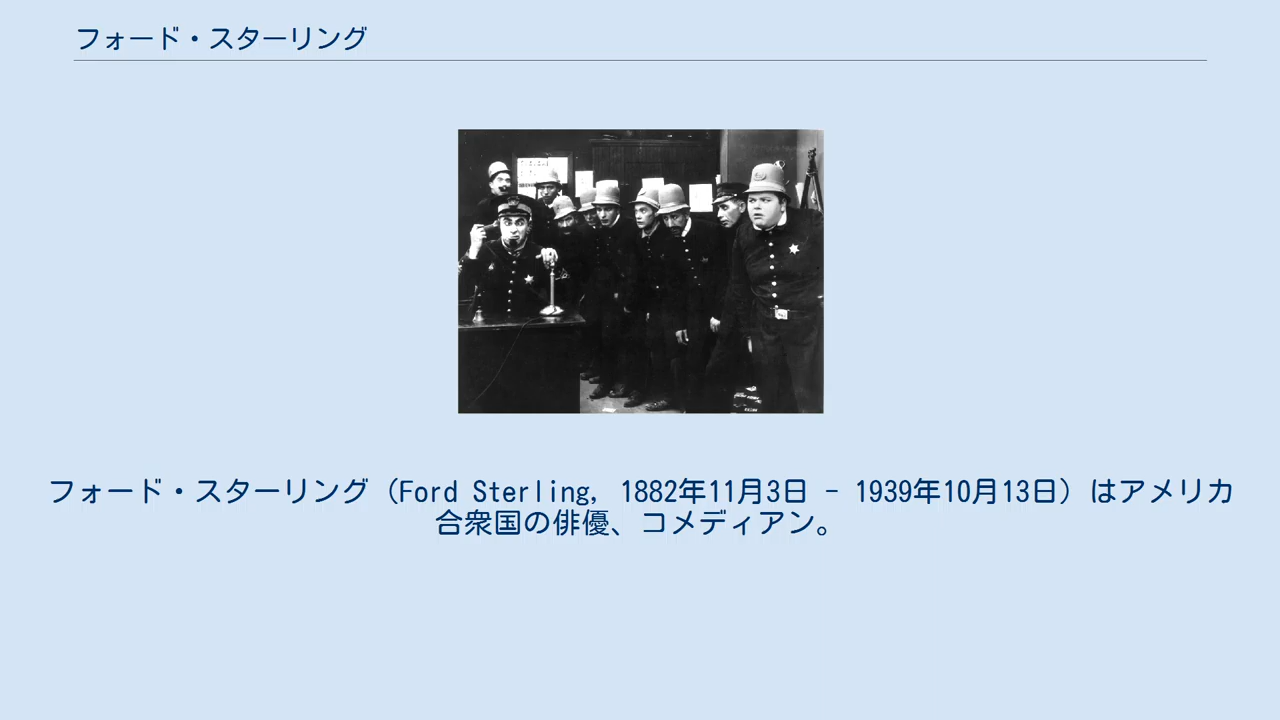 フォード・スターリング
フォード・スターリング（Ford Sterling, 1882年11月3日 - 1939年10月13日）はアメリカ
合衆国の俳優、コメディアン。